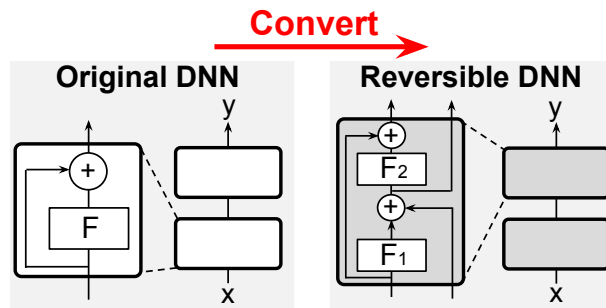 Convert
Original DNN
Reversible DNN
y
+
F
x
y
+
F2
+
F1
x